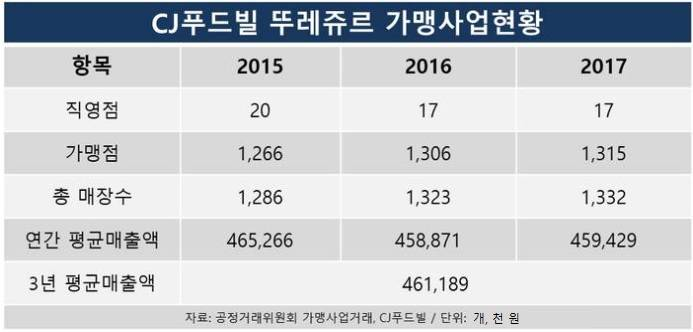 CJ푸드빌 뚜레쥬르 가맹사업현황
항목 2015 2016 2017
직영점 20 17 17
가맹점 1,266 1,306 1,315
총 매장수 1,286 1,323 1,332
연간 평균매출액 465,266 458,871 459,429
3년 평균매출액 461,189
자료: 공정거래위원회 가맹사업거래, CJ푸드빌 / 단위: 개, 천 원